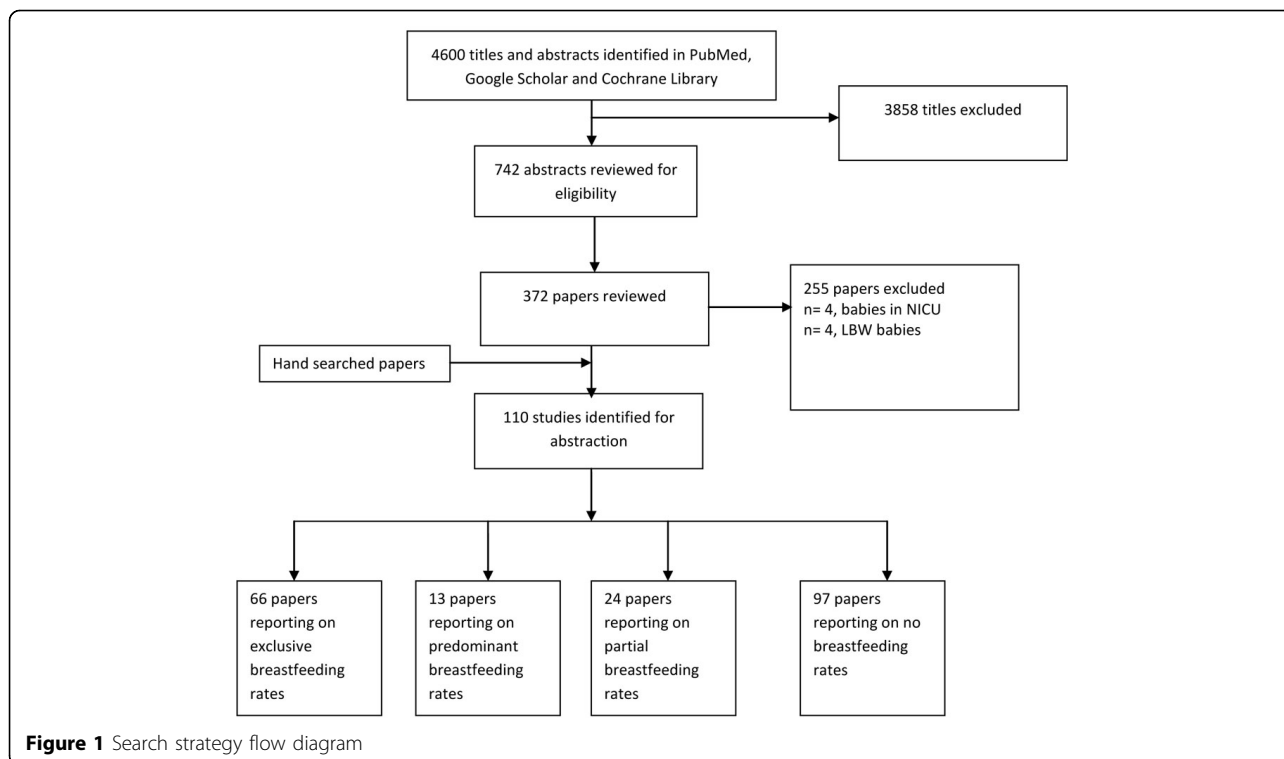 4600 titles and abstracts identified in PubMed,
Google Scholar and Cochrane Library
3858 titles excluded
742 abstracts reviewed for
eligibility
372 papers reviewed
255 papers excluded
n= 4, babies in NICU
n= 4, LBW babies
Hand searched papers
110 studies identified for
abstraction
66 papers
reporting on
exclusive
breastfeeding
rates
13 papers
reporting on
predominant
breastfeeding
rates
24 papers
reporting on
partial
breastfeeding
rates
97 papers
reporting on no
breastfeeding
rates
Figure 1 Search strategy flow diagram